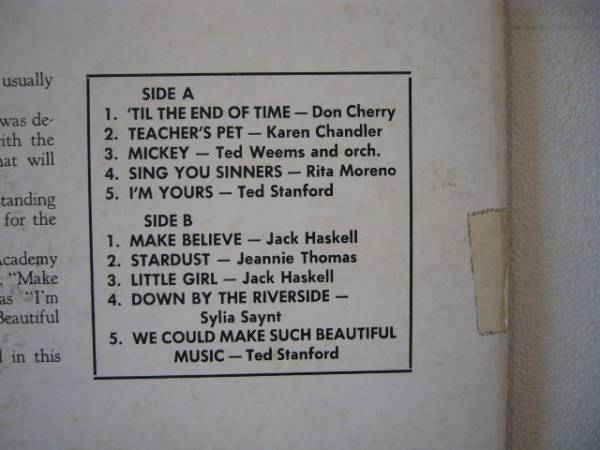 usually
was de-
with the
that will
standing
for the
Academy
, "Make
as "I'm
Beautiful
in this
SIDE A
1. 'TIL THE END OF TIME — Don Cherry
2. TEACHER'S PET — Karen Chandler
3. MICKEY — Ted Weems and orch.
4. SING YOU SINNERS — Rita Moreno
5. I'M YOURS — Ted Stanford
SIDE B
1. MAKE BELIEVE — Jack Haskell
2. STARDUST — Jeannie Thomas
3. LITTLE GIRL — Jack Haskell
4. DOWN BY THE RIVERSIDE —
Sylia Saynt
5. WE COULD MAKE SUCH BEAUTIFUL
MUSIC — Ted Stanford